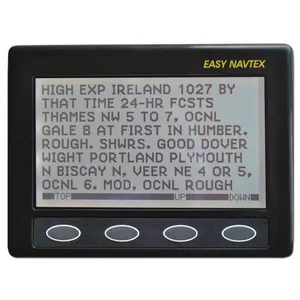 EASY NAVTEX
HIGH EXP IRELAND 1027 BY
THAT TIME 24-HR FCSTS
THAMES NW 5 TO 7, OCNL
GALE 8 AT FIRST IN HUMBER.
ROUGH. SHWRS. GOOD DOVER
WIGHT PORTLAND PLYMOUTH
N BISCAY N, VEER NE 4 OR 5,
OCNL 6. MOD, OCNL ROUGH
TOP UP DOWN